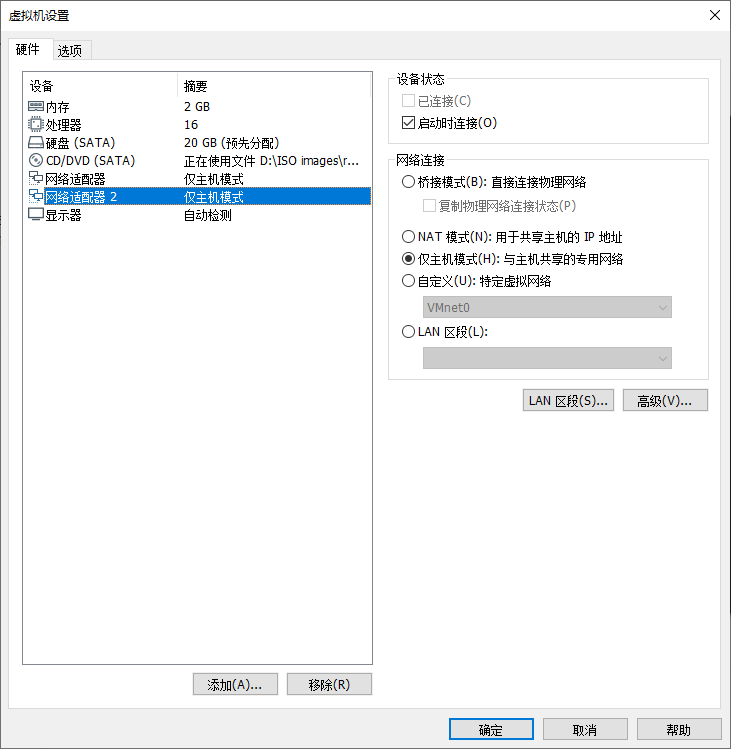 虚拟机设置
硬件 选项
设备 摘要
内存 2 GB
处理器 16
硬盘 (SATA) 20 GB (预先分配)
CD/DVD (SATA) 正在使用文件 D:\ISO images\r...
网络适配器 仅主机模式
网络适配器 2 仅主机模式
显示器 自动检测
添加(A)... 移除(R)
设备状态
已连接(C)
启动时连接(O)
网络连接
桥接模式(B): 直接连接物理网络
复制物理网络连接状态(P)
NAT 模式(N): 用于共享主机的 IP 地址
仅主机模式(H): 与主机共享的专用网络
自定义(U): 特定虚拟网络
VMnet0
LAN 区段(L):
LAN 区段(S)... 高级(V)...
确定 取消 帮助